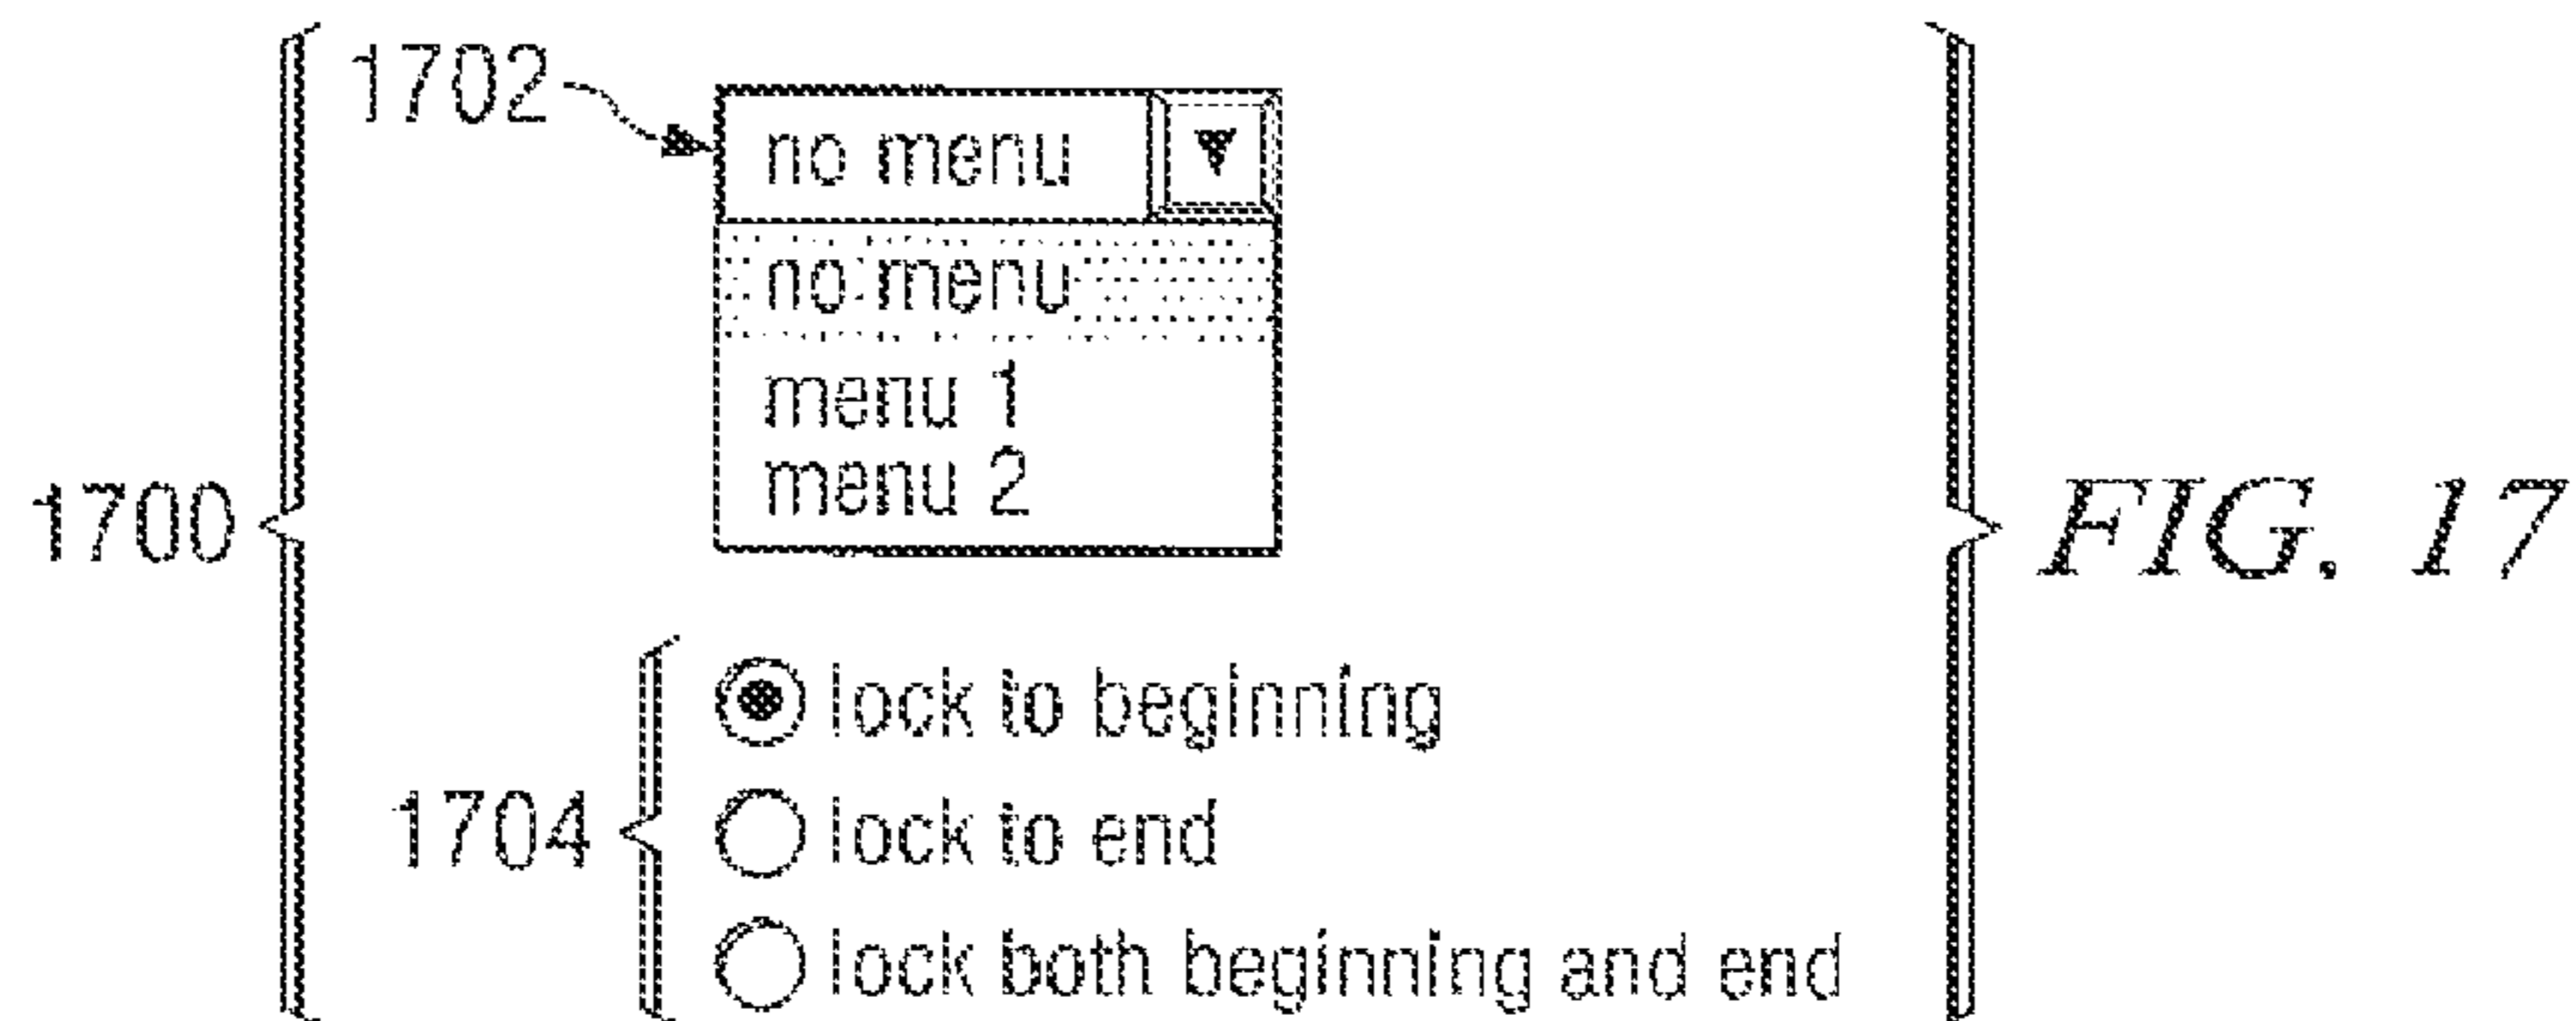 1702
no menu
no menu
menu 1
menu 2
1700
FIG. 17
1704
lock to beginning
lock to end
lock both beginning and end